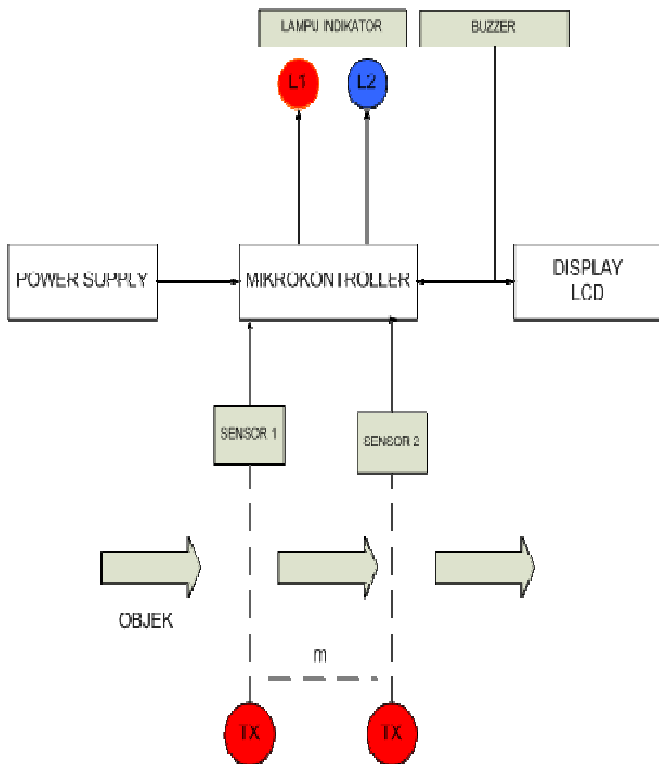 LAMPU INDIKATOR
BUZZER
L1
L2
POWER SUPPLY
MIKROKONTROLLER
DISPLAY
LCD
SENSOR 1
SENSOR 2
OBJEK
m
TX
TX